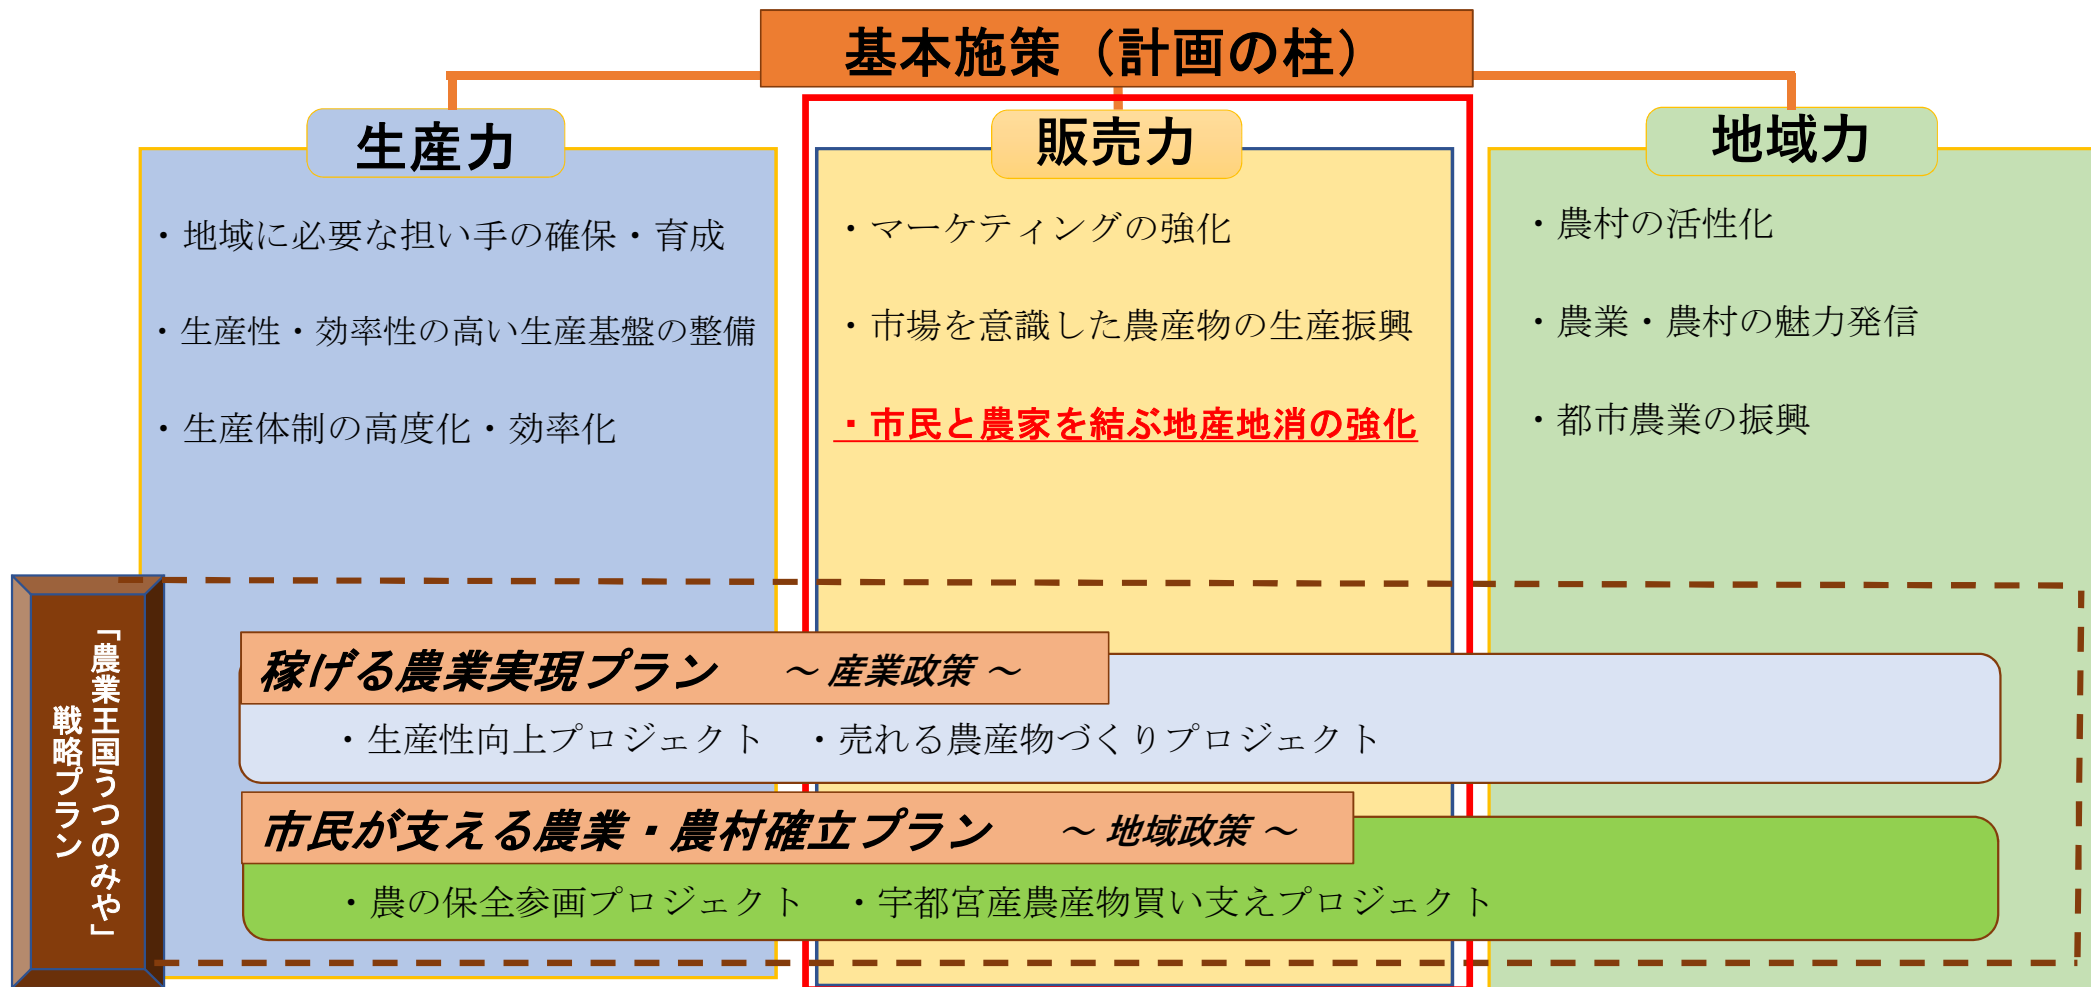 基本施策（計画の柱）
生産力
・地域に必要な担い手の確保・育成
・生産性・効率性の高い生産基盤の整備
・生産体制の高度化・効率化
販売力
・マーケティングの強化
・市場を意識した農産物の生産振興
・市民と農家を結ぶ地産地消の強化
地域力
・農村の活性化
・農業・農村の魅力発信
・都市農業の振興
「農業王国うつのみや」
戦略プラン
稼げる農業実現プラン　～ 産業政策 ～
・生産性向上プロジェクト　・売れる農産物づくりプロジェクト
市民が支える農業・農村確立プラン　～ 地域政策 ～
・農の保全参画プロジェクト　・宇都宮産農産物買い支えプロジェクト